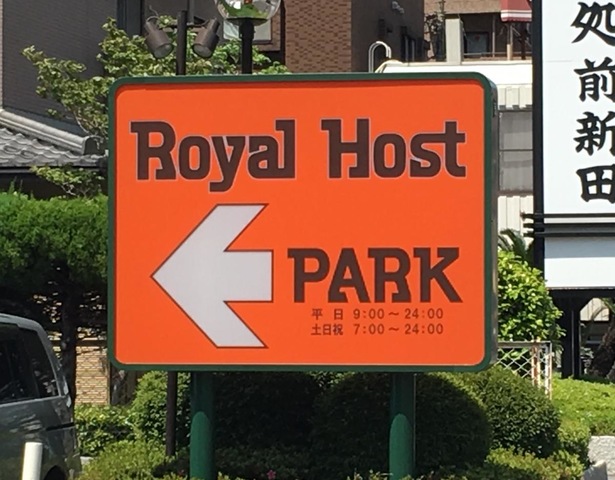 Royal Host
PARK
平 日 9:00～24:00
土日祝 7:00～24:00
処
前
新
田